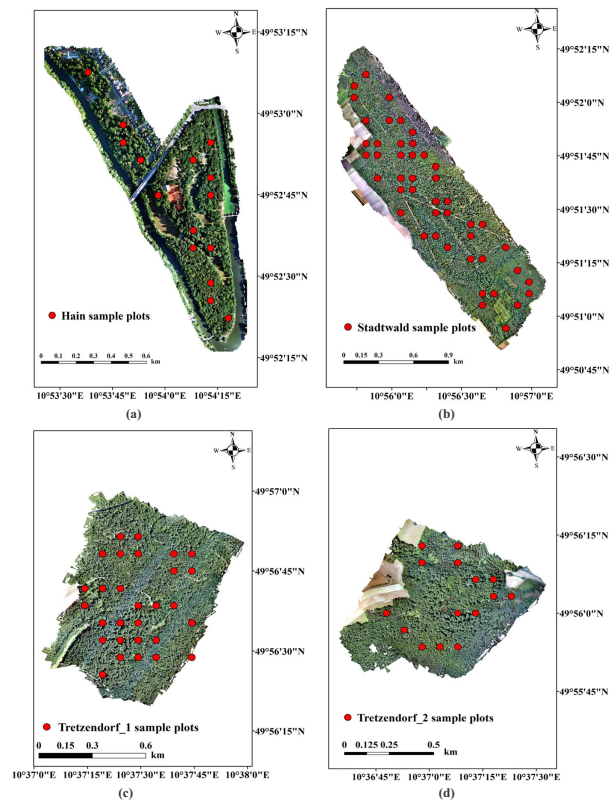 N
W E
S
49°53'15"N
49°53'0"N
49°52'45"N
49°52'30"N
49°52'15"N
Hain sample plots
0 0.1 0.2 0.3 0.4 0.5 0.6
km
10°53'30"E 10°53'45"E 10°54'0"E 10°54'15"E
(a)
N
W E
S
49°52'15"N
49°52'0"N
49°51'45"N
49°51'30"N
49°51'15"N
49°51'0"N
49°50'45"N
Stadtwald sample plots
0 0.15 0.3 0.6 0.9
km
10°56'0"E 10°56'30"E 10°57'0"E
(b)
N
W E
S
49°57'0"N
49°56'45"N
49°56'30"N
49°56'15"N
Tretzendorf_1 sample plots
0 0.15 0.3 0.6
km
10°37'0"E 10°37'15"E 10°37'30"E 10°37'45"E 10°38'0"E
(c)
N
W E
S
49°56'30"N
49°56'15"N
49°56'0"N
49°55'45"N
Tretzendorf_2 sample plots
0 0.125 0.25 0.5
km
10°36'45"E 10°37'0"E 10°37'15"E 10°37'30"E
(d)